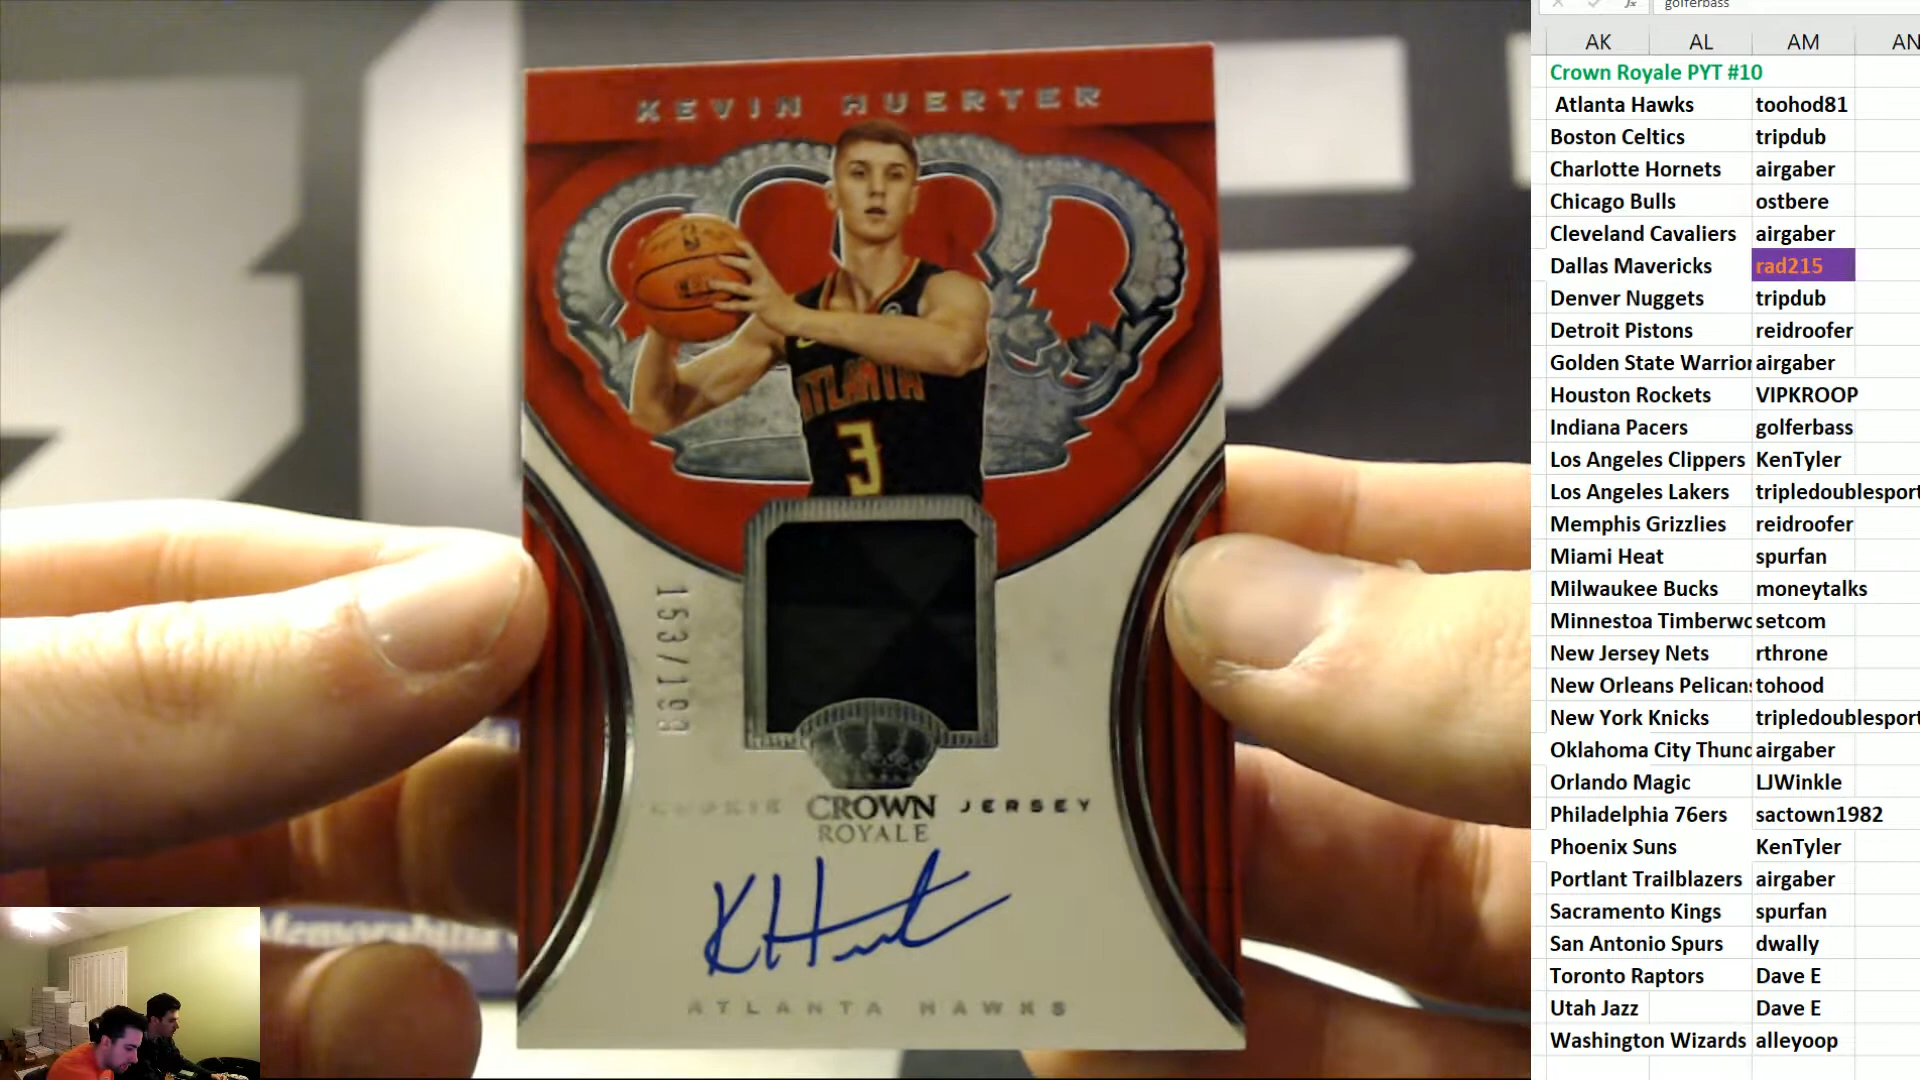 KEVIN HUERTER
ATLANTA
3
153/199
ROOKIE CROWN JERSEY
ROYALE
K Huerter
ATLANTA HAWKS
Memorabilia
golferbass
AK AL AM AN
Crown Royale PYT #10
Atlanta Hawks toohod81
Boston Celtics tripdub
Charlotte Hornets airgaber
Chicago Bulls ostbere
Cleveland Cavaliers airgaber
Dallas Mavericks rad215
Denver Nuggets tripdub
Detroit Pistons reidroofer
Golden State Warrior airgaber
Houston Rockets VIPKROOP
Indiana Pacers golferbass
Los Angeles Clippers KenTyler
Los Angeles Lakers tripledoublesport
Memphis Grizzlies reidroofer
Miami Heat spurfan
Milwaukee Bucks moneytalks
Minnestoa Timberwo setcom
New Jersey Nets rthrone
New Orleans Pelicans tohood
New York Knicks tripledoublesport
Oklahoma City Thund airgaber
Orlando Magic LJWinkle
Philadelphia 76ers sactown1982
Phoenix Suns KenTyler
Portlant Trailblazers airgaber
Sacramento Kings spurfan
San Antonio Spurs dwally
Toronto Raptors Dave E
Utah Jazz Dave E
Washington Wizards alleyoop